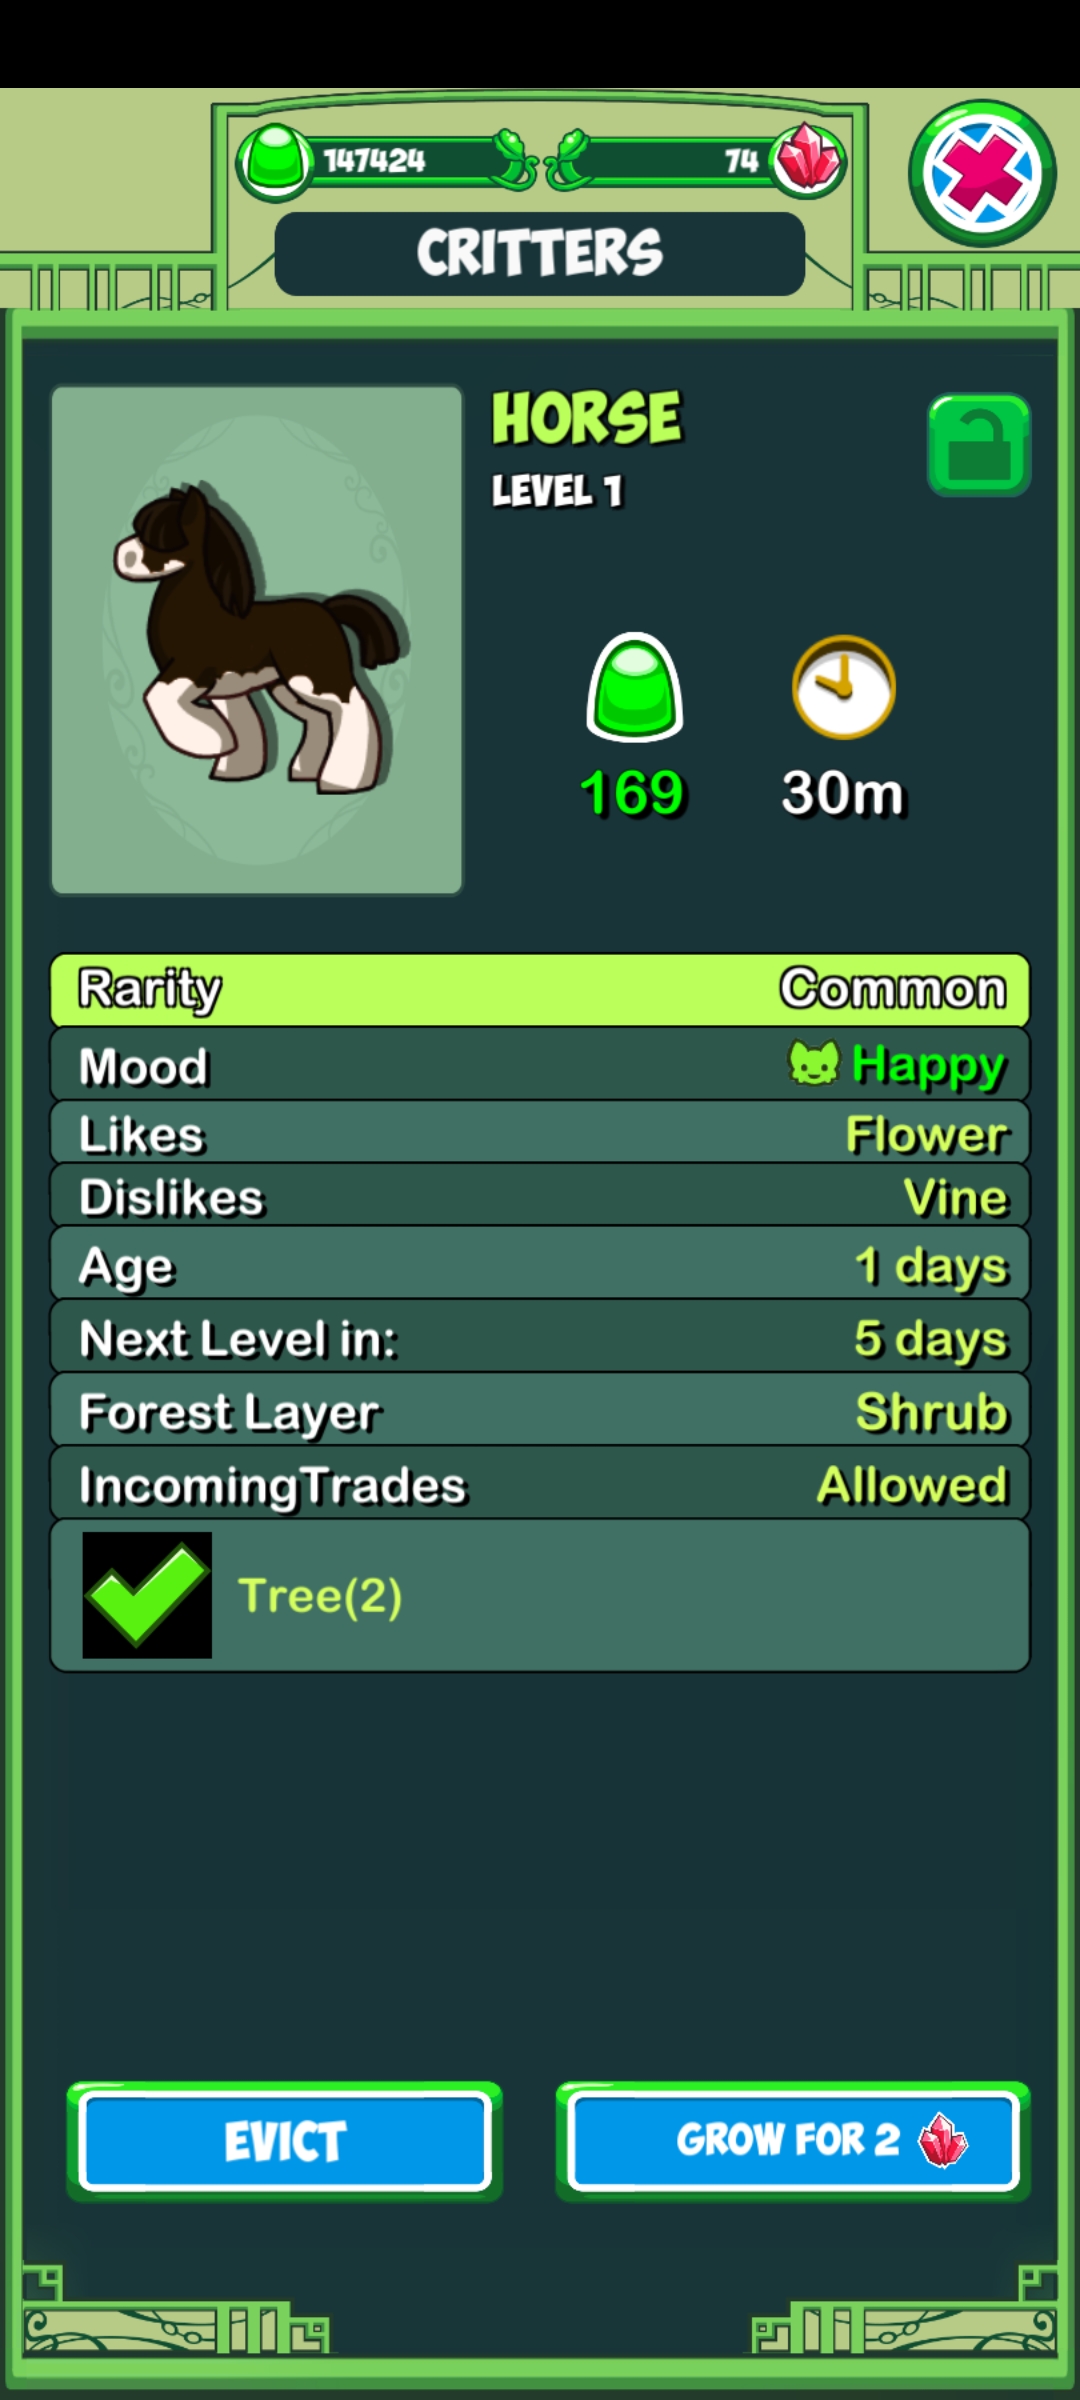 147424
74
CRITTERS
HORSE
LEVEL 1
169
30m
Rarity Common
Mood Happy
Likes Flower
Dislikes Vine
Age 1 days
Next Level in: 5 days
Forest Layer Shrub
IncomingTrades Allowed
Tree(2)
EVICT
GROW FOR 2